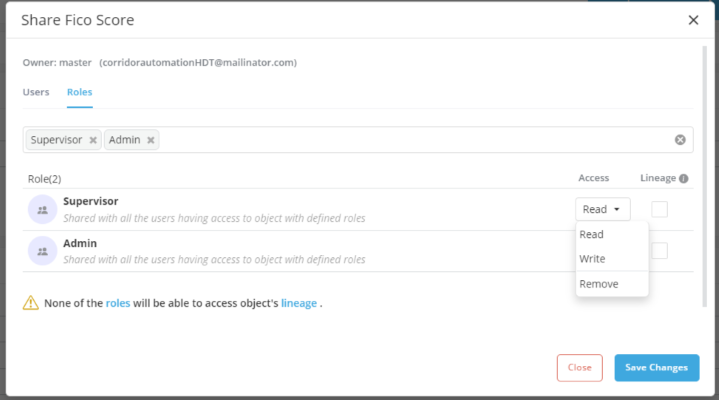 Share Fico Score
Owner: master (corridorautomationHDT@mailinator.com)
Users Roles
Supervisor Admin
Role(2) Access Lineage
Supervisor
Shared with all the users having access to object with defined roles
Read
Admin
Shared with all the users having access to object with defined roles
Read
Write
Remove
None of the roles will be able to access object's lineage .
Close Save Changes